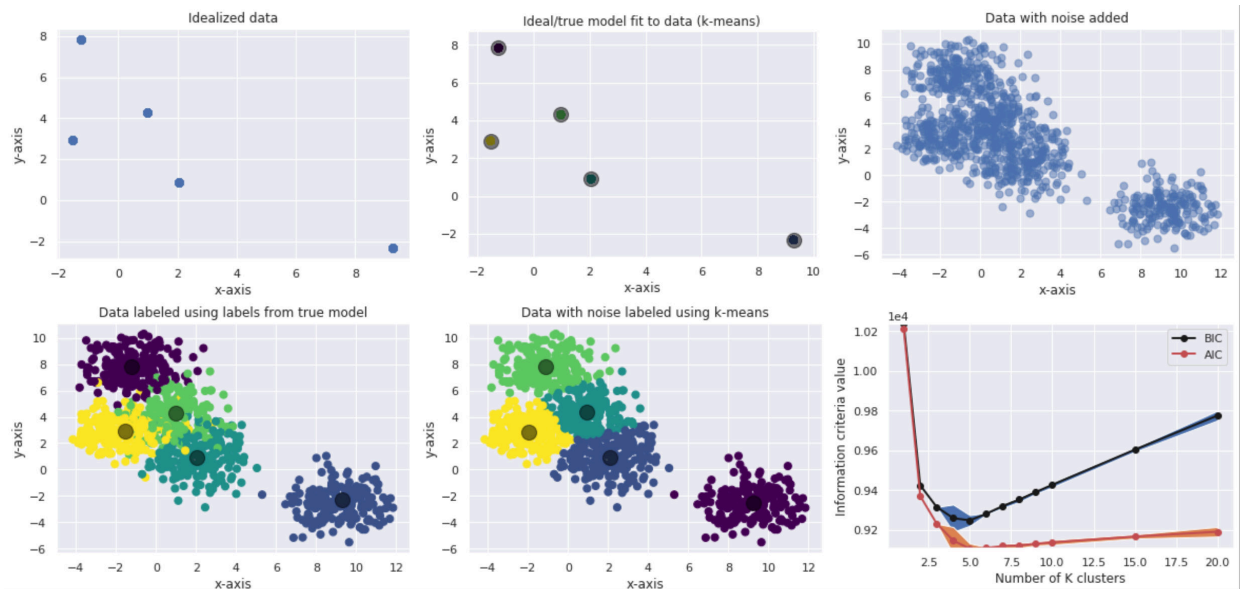 Idealized data
8
6
4
2
0
−2
−2 0 2 4 6 8
x-axis
y-axis
Ideal/true model fit to data (k-means)
8
6
4
2
0
−2
−2 0 2 4 6 8 10
x-axis
y-axis
Data with noise added
10
8
6
4
2
0
−2
−4
−6
−4 −2 0 2 4 6 8 10 12
x-axis
y-axis
Data labeled using labels from true model
10
8
6
4
2
0
−2
−4
−6
−4 −2 0 2 4 6 8 10 12
x-axis
y-axis
Data with noise labeled using k-means
10
8
6
4
2
0
−2
−4
−6
−4 −2 0 2 4 6 8 10 12
x-axis
y-axis
1e4
1.02
1.00
0.98
0.96
0.94
0.92
2.5 5.0 7.5 10.0 12.5 15.0 17.5 20.0
Number of K clusters
Information criteria value
BIC
AIC